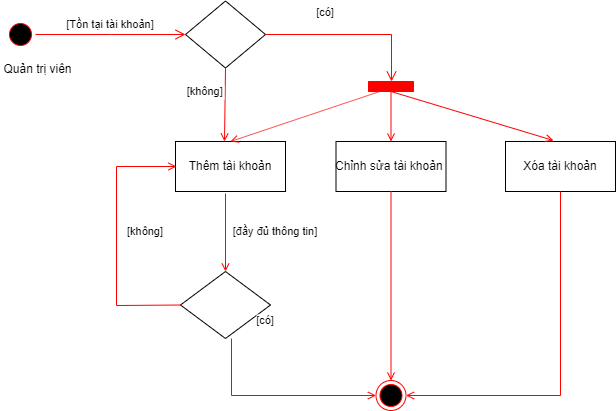 [có]
[Tồn tại tài khoản]
Quản trị viên
[không]
Thêm tài khoản
Chỉnh sửa tài khoản
Xóa tài khoản
[không]
[đầy đủ thông tin]
[có]